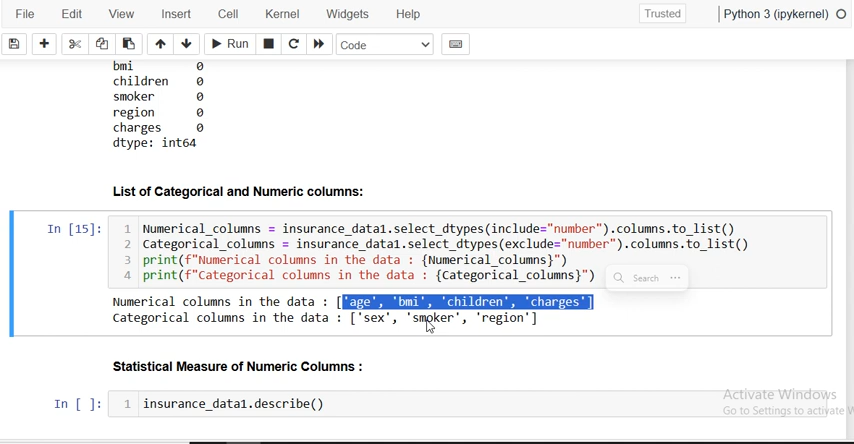 File Edit View Insert Cell Kernel Widgets Help Trusted Python 3 (ipykernel)
Run Code
bmi 0
children 0
smoker 0
region 0
charges 0
dtype: int64
List of Categorical and Numeric columns:
In [15]:
1 Numerical_columns = insurance_data1.select_dtypes(include="number").columns.to_list()
2 Categorical_columns = insurance_data1.select_dtypes(exclude="number").columns.to_list()
3 print(f"Numerical columns in the data : {Numerical_columns}")
4 print(f"Categorical columns in the data : {Categorical_columns}")
Search ...
Numerical columns in the data : ['age', 'bmi', 'children', 'charges']
Categorical columns in the data : ['sex', 'smoker', 'region']
Statistical Measure of Numeric Columns :
In [ ]: 1 insurance_data1.describe()
Activate Windows
Go to Settings to activate W